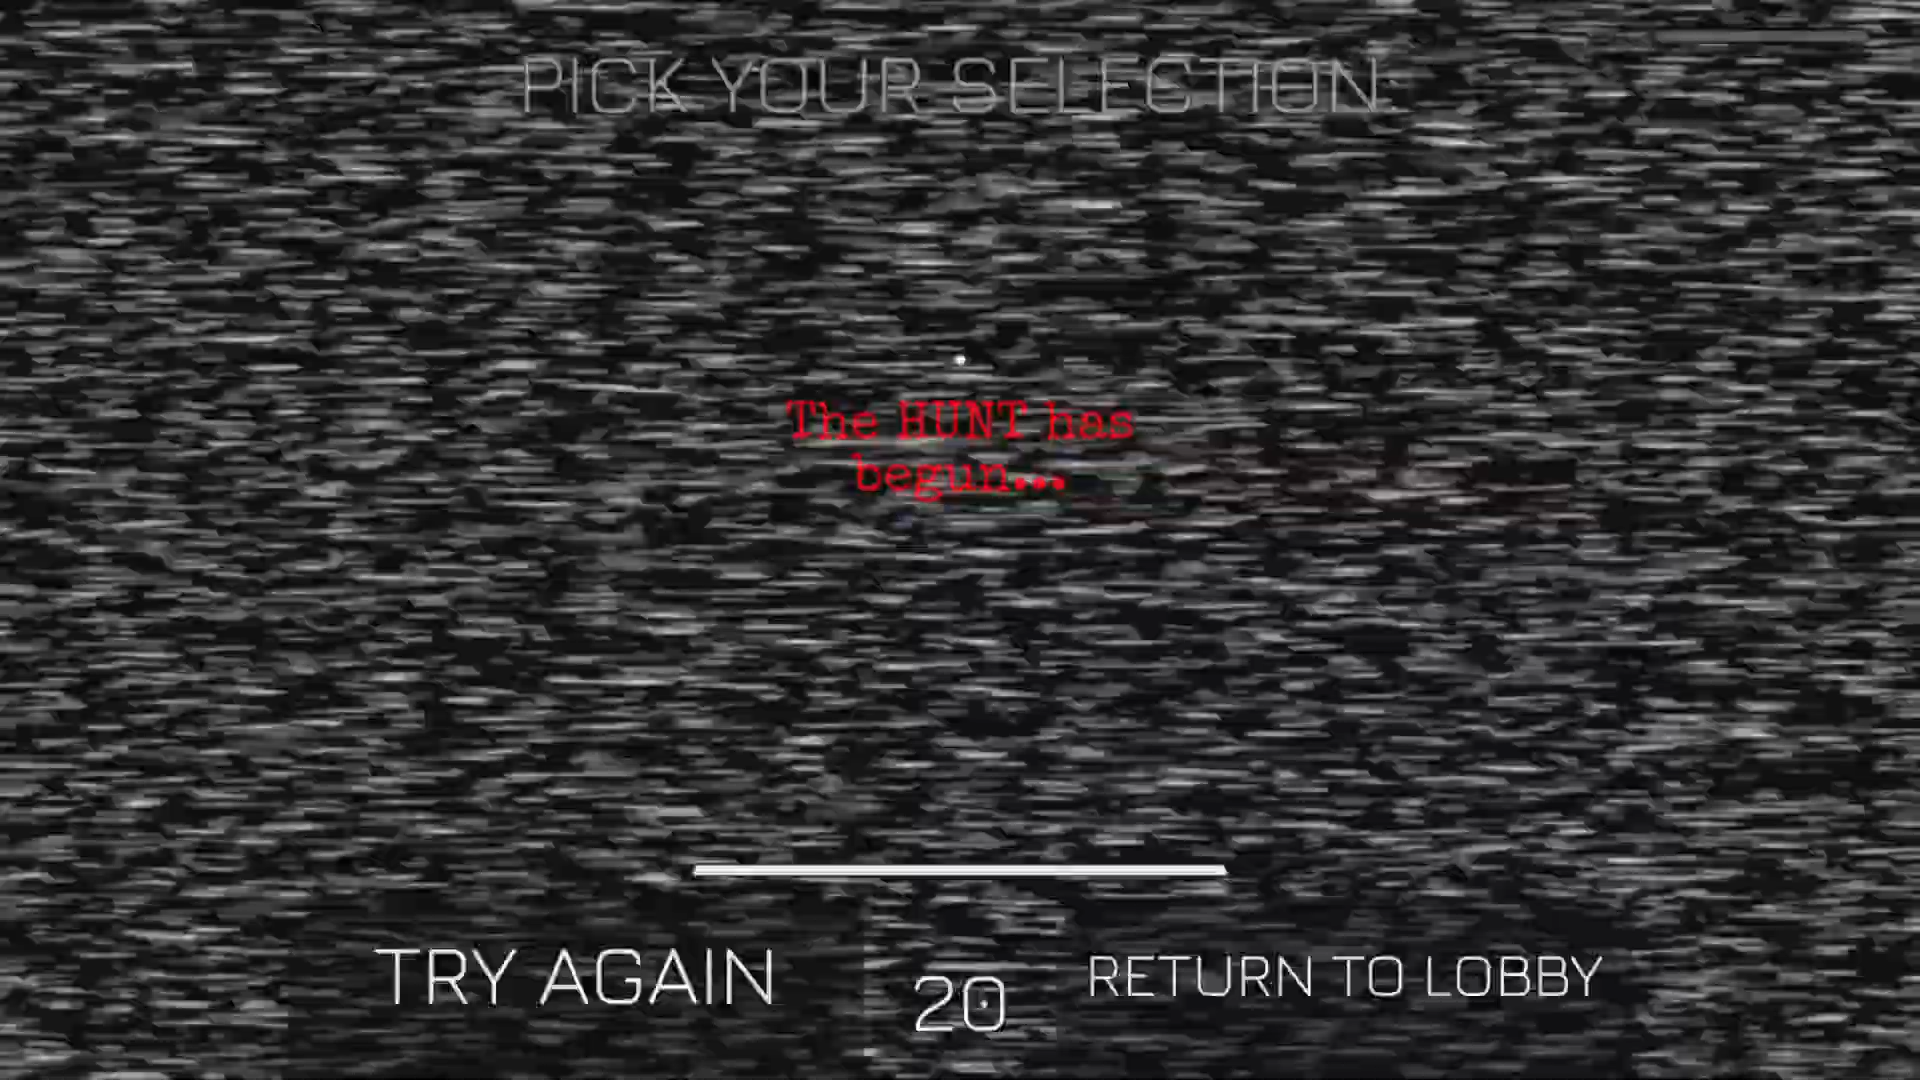 PICK YOUR SELECTION
The HUNT has
begun...
TRY AGAIN
20
RETURN TO LOBBY